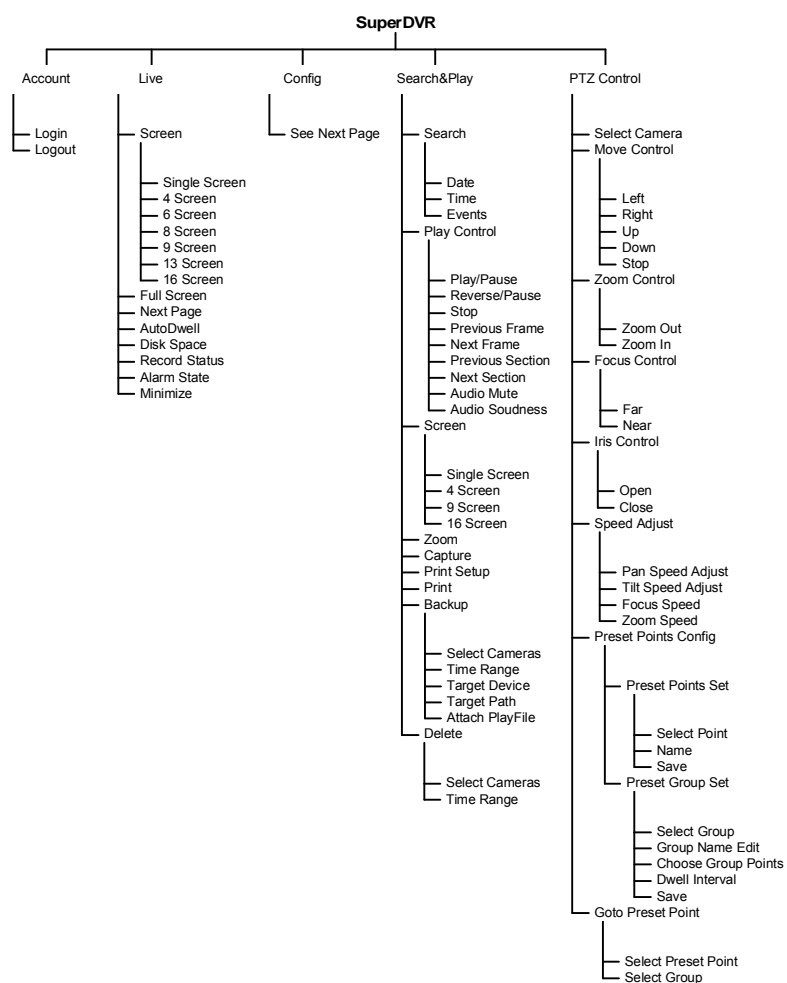 SuperDVR
Account
Login
Logout
Live
Screen
Single Screen
4 Screen
6 Screen
8 Screen
9 Screen
13 Screen
16 Screen
Full Screen
Next Page
AutoDwell
Disk Space
Record Status
Alarm State
Minimize
Config
See Next Page
Search&Play
Search
Date
Time
Events
Play Control
Play/Pause
Reverse/Pause
Stop
Previous Frame
Next Frame
Previous Section
Next Section
Audio Mute
Audio Soudness
Screen
Single Screen
4 Screen
9 Screen
16 Screen
Zoom
Capture
Print Setup
Print
Backup
Select Cameras
Time Range
Target Device
Target Path
Attach PlayFile
Delete
Select Cameras
Time Range
PTZ Control
Select Camera
Move Control
Left
Right
Up
Down
Stop
Zoom Control
Zoom Out
Zoom In
Focus Control
Far
Near
Iris Control
Open
Close
Speed Adjust
Pan Speed Adjust
Tilt Speed Adjust
Focus Speed
Zoom Speed
Preset Points Config
Preset Points Set
Select Point
Name
Save
Preset Group Set
Select Group
Group Name Edit
Choose Group Points
Dwell Interval
Save
Goto Preset Point
Select Preset Point
Select Group